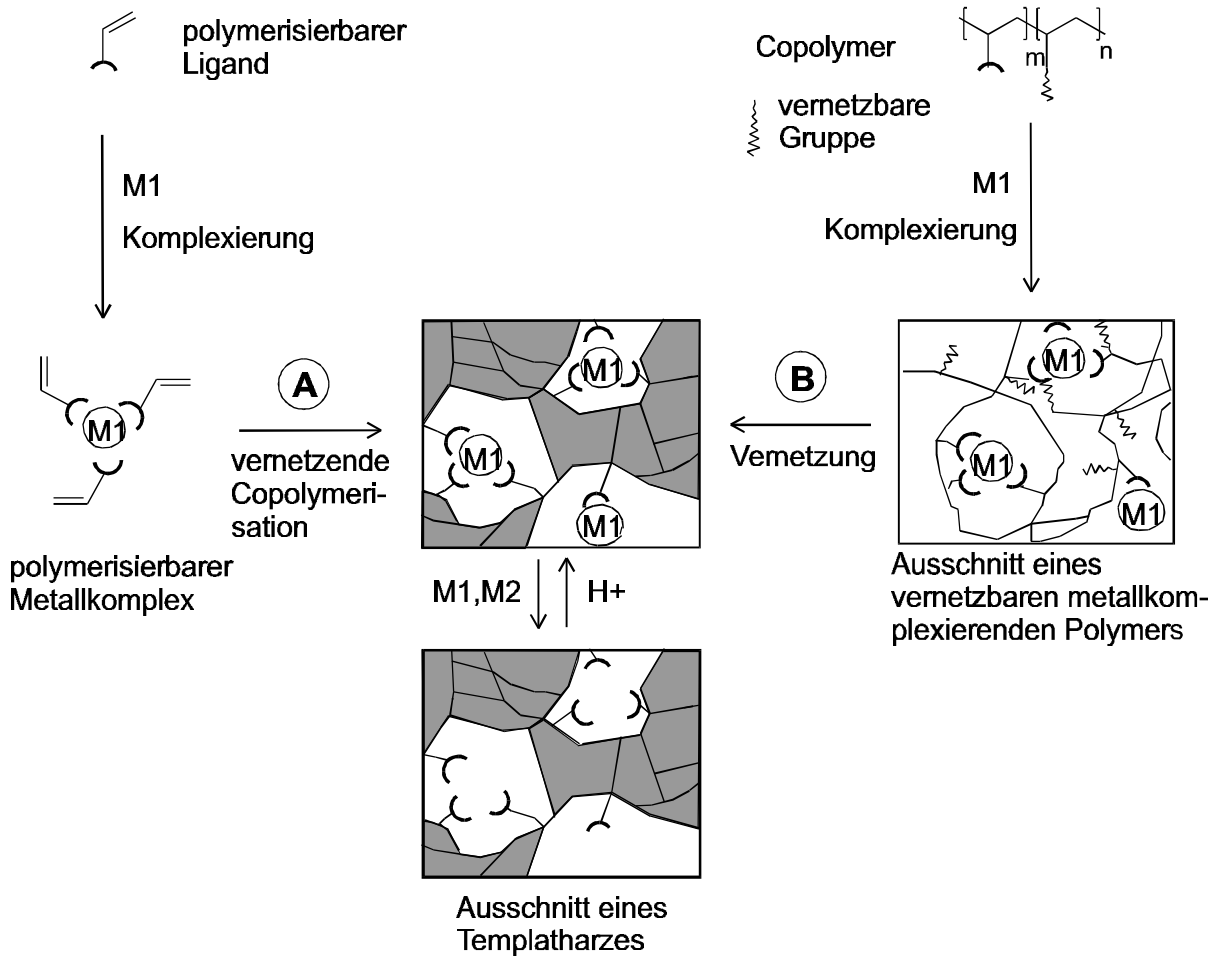 polymerisierbarer
Ligand
M1
Komplexierung
M1
polymerisierbarer
Metallkomplex
A
vernetzende
Copolymeri-
sation
M1
M1
M1
M1,M2
H+
Ausschnitt eines
Templatharzes
Copolymer
m
n
vernetzbare
Gruppe
M1
Komplexierung
B
Vernetzung
M1
M1
M1
Ausschnitt eines
vernetzbaren metallkom-
plexierenden Polymers